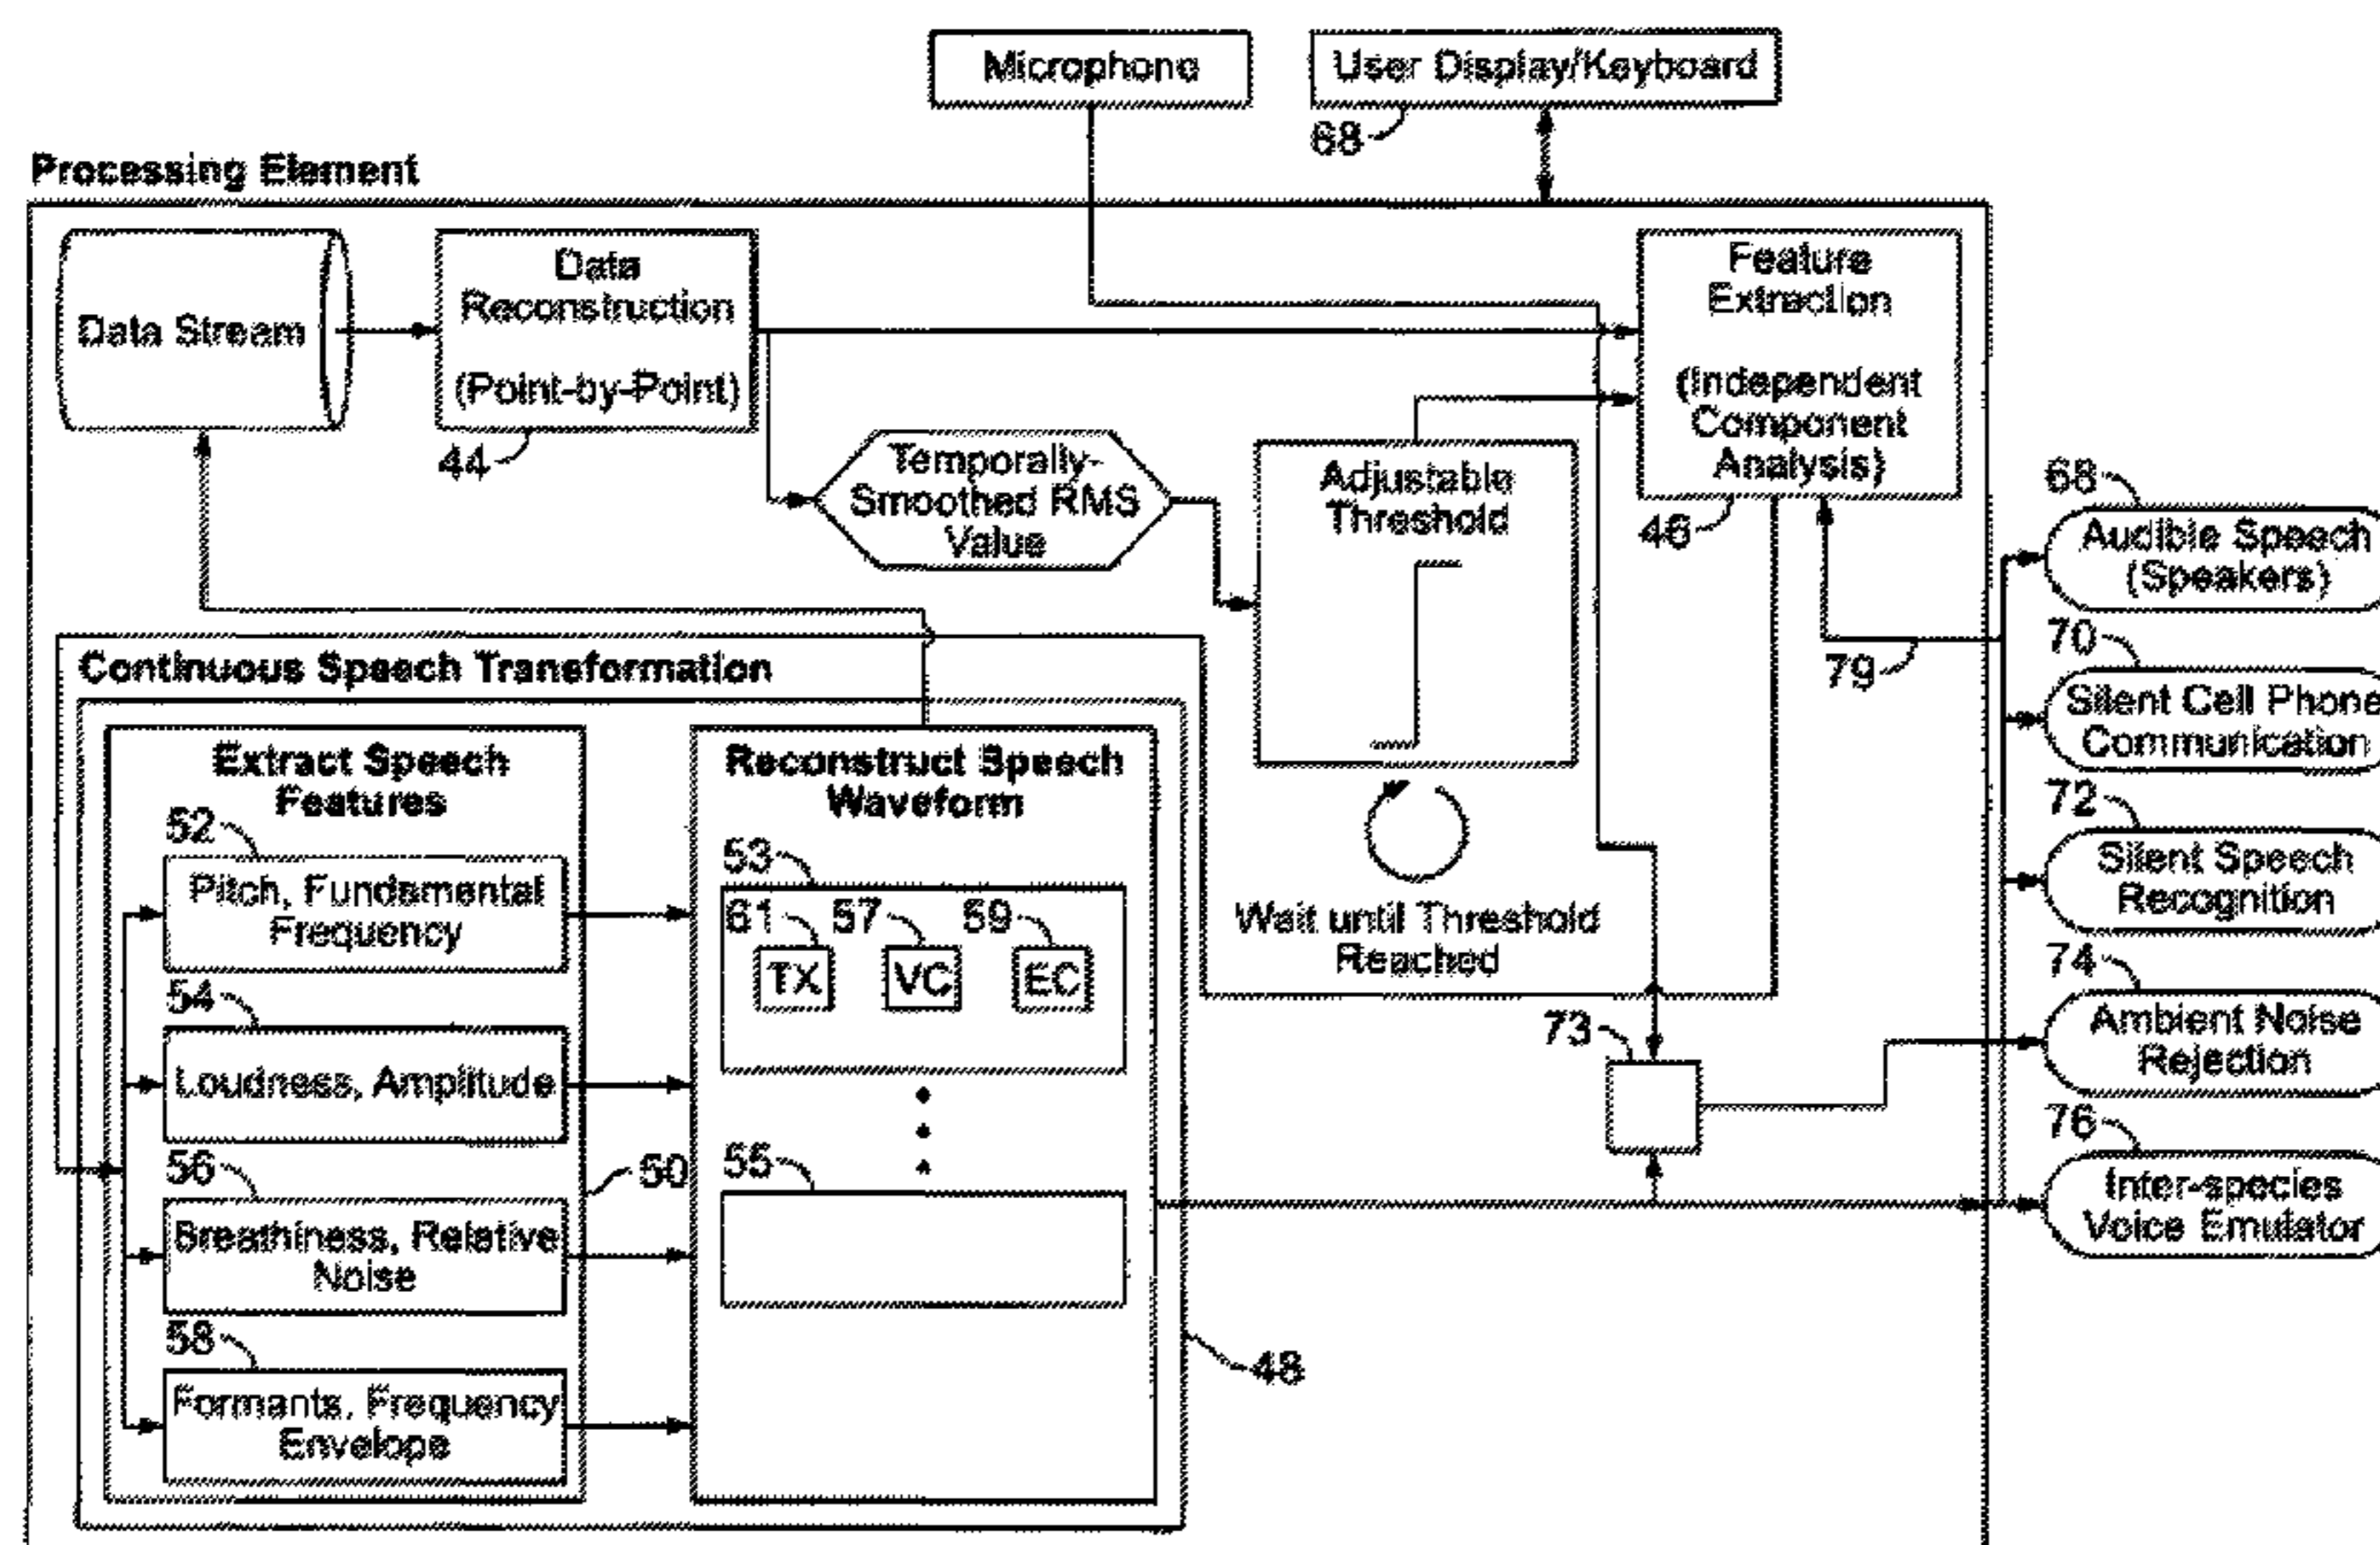 Microphone
User Display/Keyboard
68
Processing Element
Data Stream
Data
Reconstruction
(Point-by-Point)
44
Temporally-
Smoothed RMS
Value
Adjustable
Threshold
Wait until Threshold
Reached
Feature
Extraction
(Independent
Component
Analysis)
46
79
Continuous Speech Transformation
Extract Speech
Features
52
Pitch, Fundamental
Frequency
54
Loudness, Amplitude
56
Breathiness, Relative
Noise
58
Formants, Frequency
Envelope
50
Reconstruct Speech
Waveform
53
61
57
59
TX
VC
EC
55
48
73
68
Audible Speech
(Speakers)
70
Silent Cell Phone
Communication
72
Silent Speech
Recognition
74
Ambient Noise
Rejection
76
Inter-species
Voice Emulator